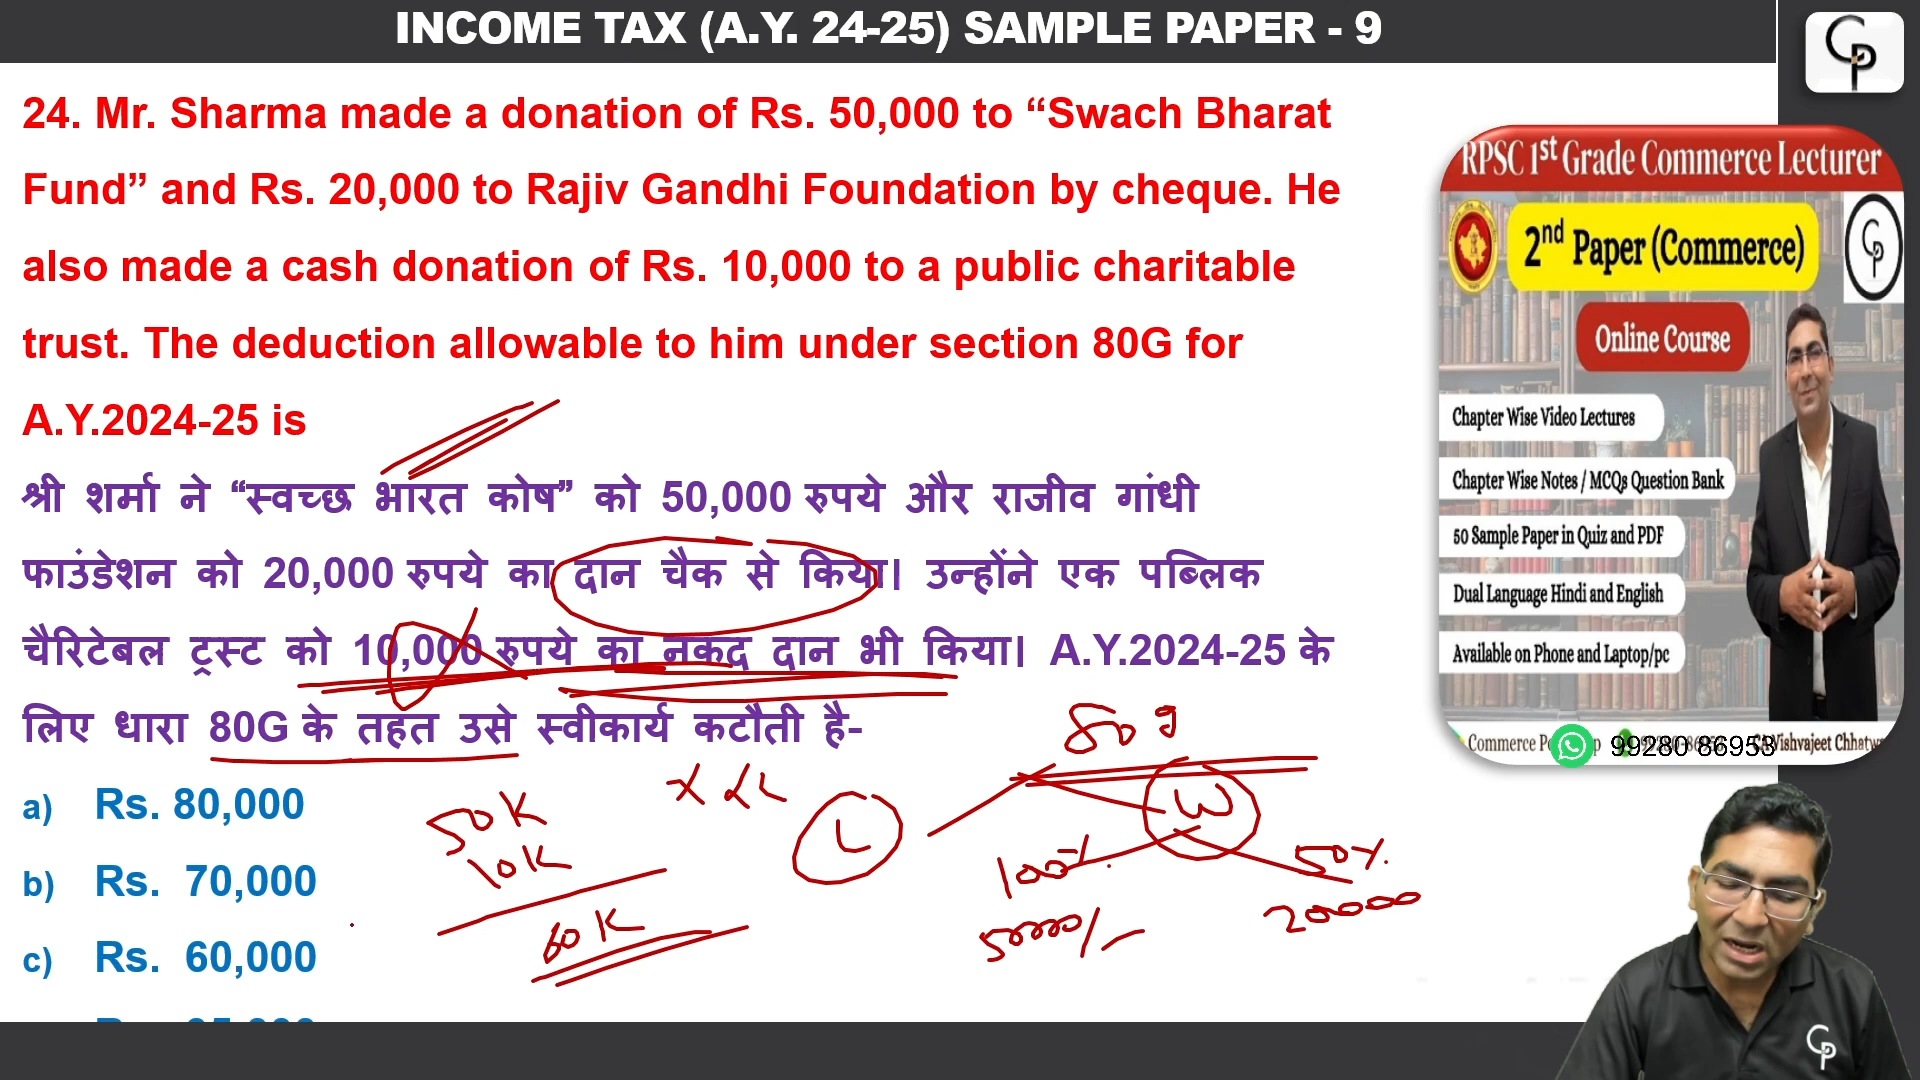 INCOME TAX (A.Y. 24-25) SAMPLE PAPER - 9
24. Mr. Sharma made a donation of Rs. 50,000 to “Swach Bharat
Fund” and Rs. 20,000 to Rajiv Gandhi Foundation by cheque. He
also made a cash donation of Rs. 10,000 to a public charitable
trust. The deduction allowable to him under section 80G for
A.Y.2024-25 is
श्री शर्मा ने “स्वच्छ भारत कोष” को 50,000 रुपये और राजीव गांधी
फाउंडेशन को 20,000 रुपये का दान चैक से किया। उन्होंने एक पब्लिक
चैरिटेबल ट्रस्ट को 10,000 रुपये का नकद दान भी किया। A.Y.2024-25 के
लिए धारा 80G के तहत उसे स्वीकार्य कटौती है-
a) Rs. 80,000
b) Rs. 70,000
c) Rs. 60,000
50K
10K
60K
80g
L
W
100%
50%
50000/-
20000
CP
RPSC 1st Grade Commerce Lecturer
2nd Paper (Commerce)
CP
Online Course
Chapter Wise Video Lectures
Chapter Wise Notes / MCQs Question Bank
50 Sample Paper in Quiz and PDF
Dual Language Hindi and English
Available on Phone and Laptop/pc
Commerce
99280 86953
CA Vishvajeet
CP